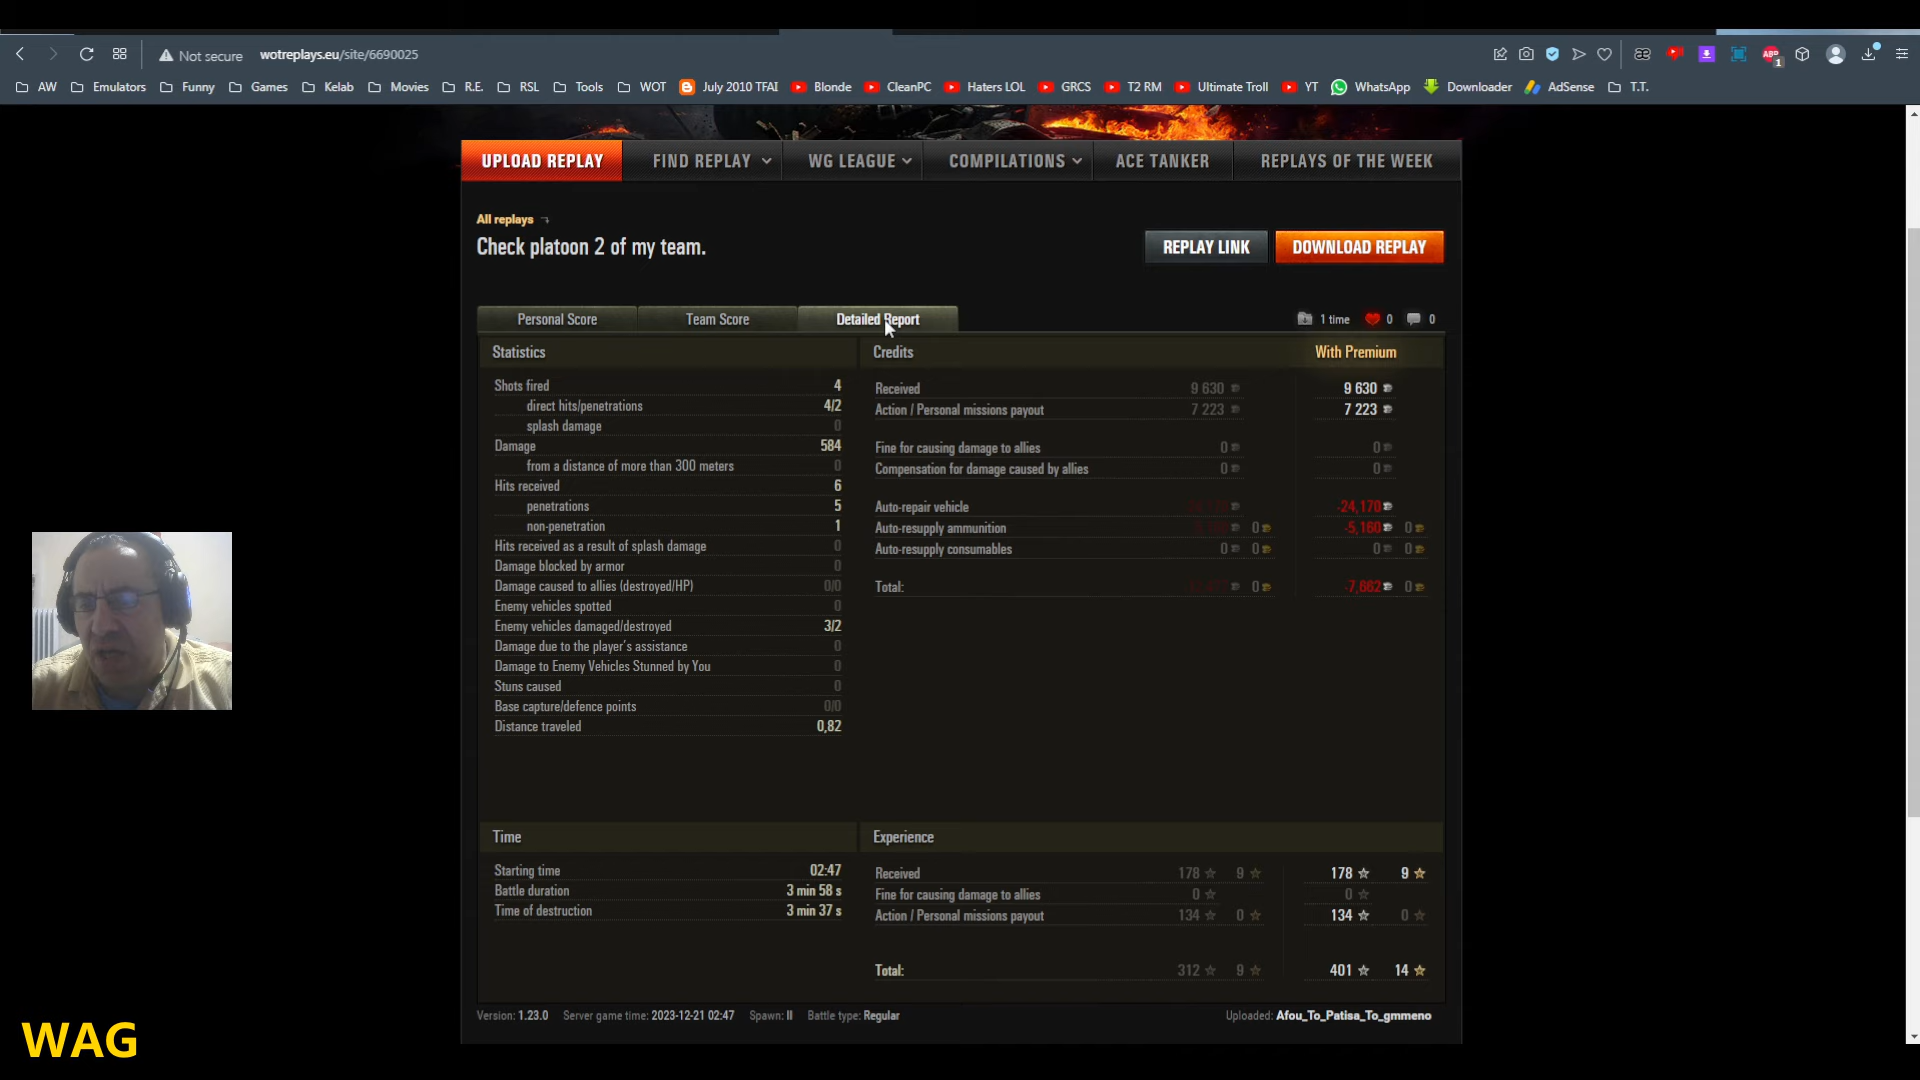 Not secure wotreplays.eu/site/6690025
AW Emulators Funny Games Kelab Movies R.E. RSL Tools WOT July 2010 TFAI Blonde CleanPC Haters LOL GRCS T2 RM Ultimate Troll YT WhatsApp Downloader AdSense T.T.
UPLOAD REPLAY FIND REPLAY WG LEAGUE COMPILATIONS ACE TANKER REPLAYS OF THE WEEK
All replays
Check platoon 2 of my team.
REPLAY LINK DOWNLOAD REPLAY
Personal Score Team Score Detailed Report 1 time 0 0
Statistics
Shots fired 4
direct hits/penetrations 4/2
splash damage 0
Damage 584
from a distance of more than 300 meters 0
Hits received 6
penetrations 5
non-penetration 1
Hits received as a result of splash damage 0
Damage blocked by armor 0
Damage caused to allies (destroyed/HP) 0/0
Enemy vehicles spotted 0
Enemy vehicles damaged/destroyed 3/2
Damage due to the player's assistance 0
Damage to Enemy Vehicles Stunned by You 0
Stuns caused 0
Base capture/defence points 0/0
Distance traveled 0,82
Credits With Premium
Received 9 630 9 630
Action / Personal missions payout 7 223 7 223
Fine for causing damage to allies 0 0
Compensation for damage caused by allies 0 0
Auto-repair vehicle -24,170
Auto-resupply ammunition 0 -5,160 0
Auto-resupply consumables 0 0 0 0
Total: 0 -7,662 0
Time
Starting time 02:47
Battle duration 3 min 58 s
Time of destruction 3 min 37 s
Experience
Received 178 9 178 9
Fine for causing damage to allies 0 0
Action / Personal missions payout 134 0 134 0
Total: 312 9 401 14
Version: 1.23.0 Server game time: 2023-12-21 02:47 Spawn: II Battle type: Regular Uploaded: Afou_To_Patisa_To_gmmeno
WAG